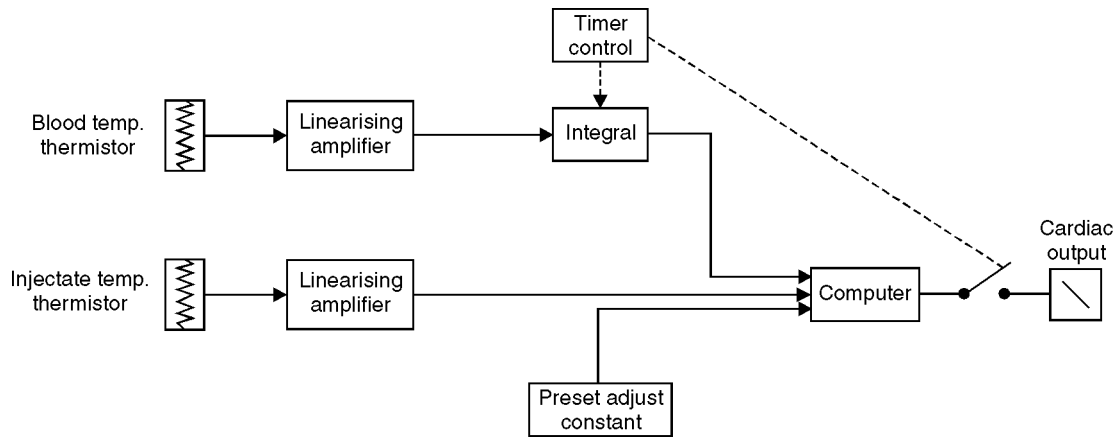 Timer
control
Blood temp.
thermistor
Linearising
amplifier
Integral
Injectate temp.
thermistor
Linearising
amplifier
Computer
Cardiac
output
Preset adjust
constant